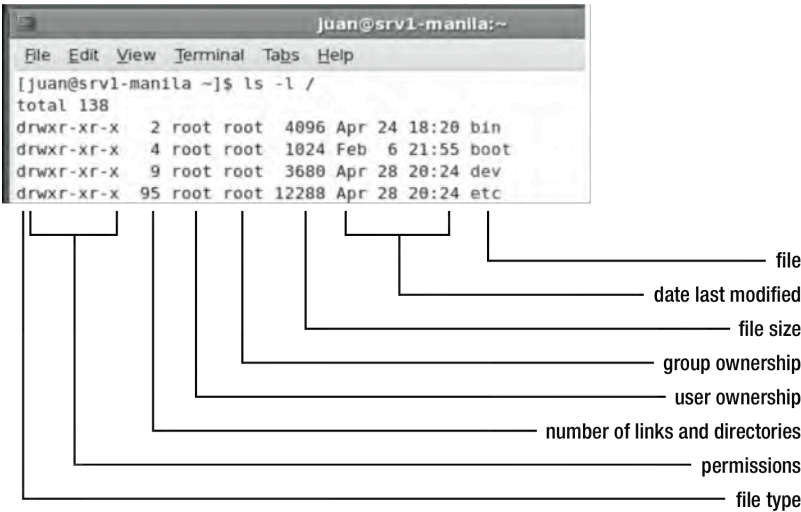 juan@srv1-manila:~
File Edit View Terminal Tabs Help
[juan@srv1-manila ~]$ ls -l /
total 138
drwxr-xr-x 2 root root 4096 Apr 24 18:20 bin
drwxr-xr-x 4 root root 1024 Feb 6 21:55 boot
drwxr-xr-x 9 root root 3680 Apr 28 20:24 dev
drwxr-xr-x 95 root root 12288 Apr 28 20:24 etc
file
date last modified
file size
group ownership
user ownership
number of links and directories
permissions
file type